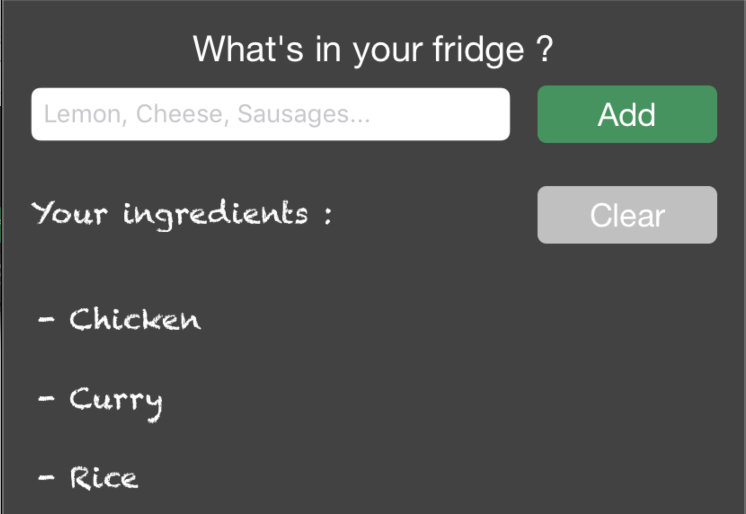 What's in your fridge ?
Lemon, Cheese, Sausages...
Add
Your ingredients :
Clear
- Chicken
- Curry
- Rice